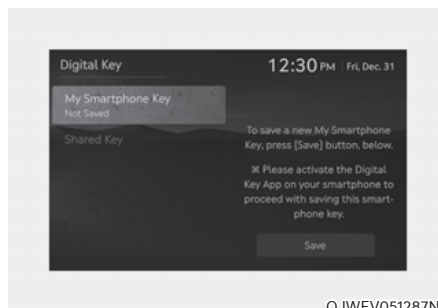 Digital Key
12:30 PM Fri, Dec. 31
My Smartphone Key
Not Saved
Shared Key
To save a new My Smartphone
Key, press [Save] button, below.
※ Please activate the Digital
Key App on your smartphone to
proceed with saving this smart-
phone key.
Save
OJWEV051287N